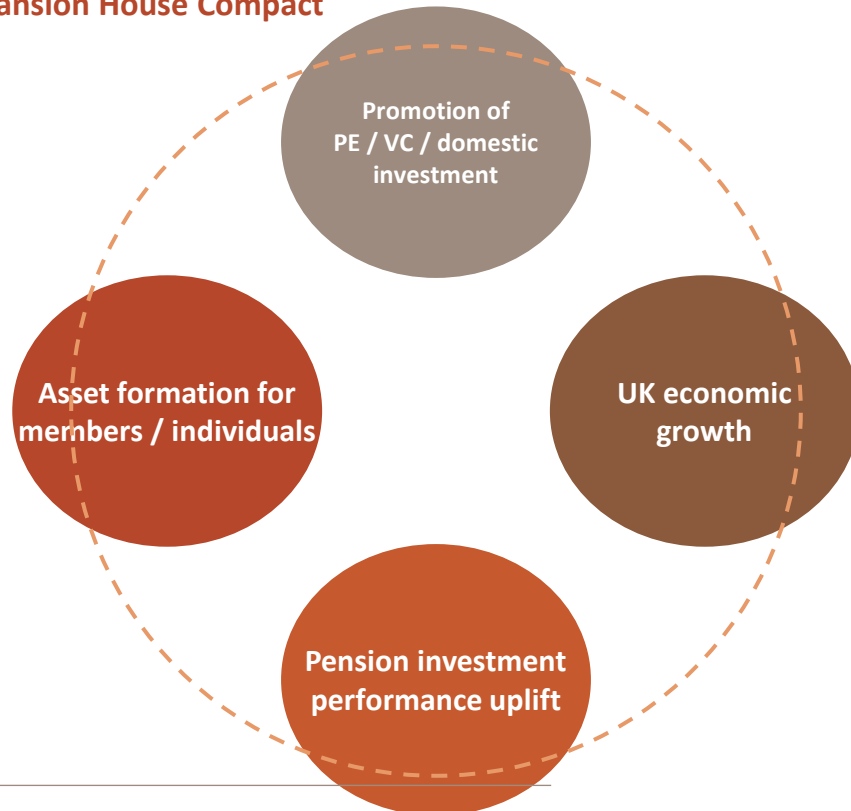 ansion House Compact
Promotion of
PE / VC / domestic
investment
Asset formation for
members / individuals
UK economic
growth
Pension investment
performance uplift